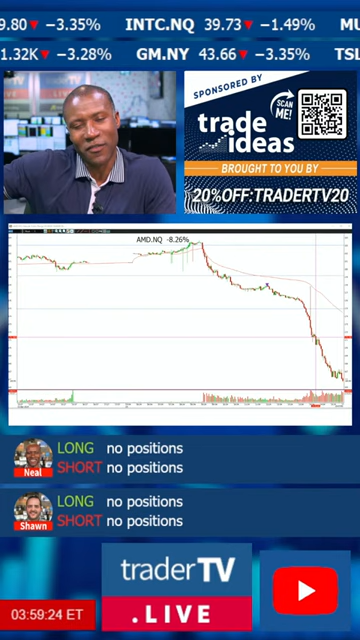 9.80▼ −3.35% INTC.NQ 39.73▼ −1.49% MU
1.32K▼ −3.28% GM.NY 43.66▼ −3.35% TSL
SPONSORED BY
SCAN ME!
trade ideas
BROUGHT TO YOU BY
20%OFF:TRADERTV20
AMD.NQ -8.26%
LONG no positions
SHORT no positions
Neal
LONG no positions
SHORT no positions
Shawn
traderTV
.LIVE
03:59:24 ET